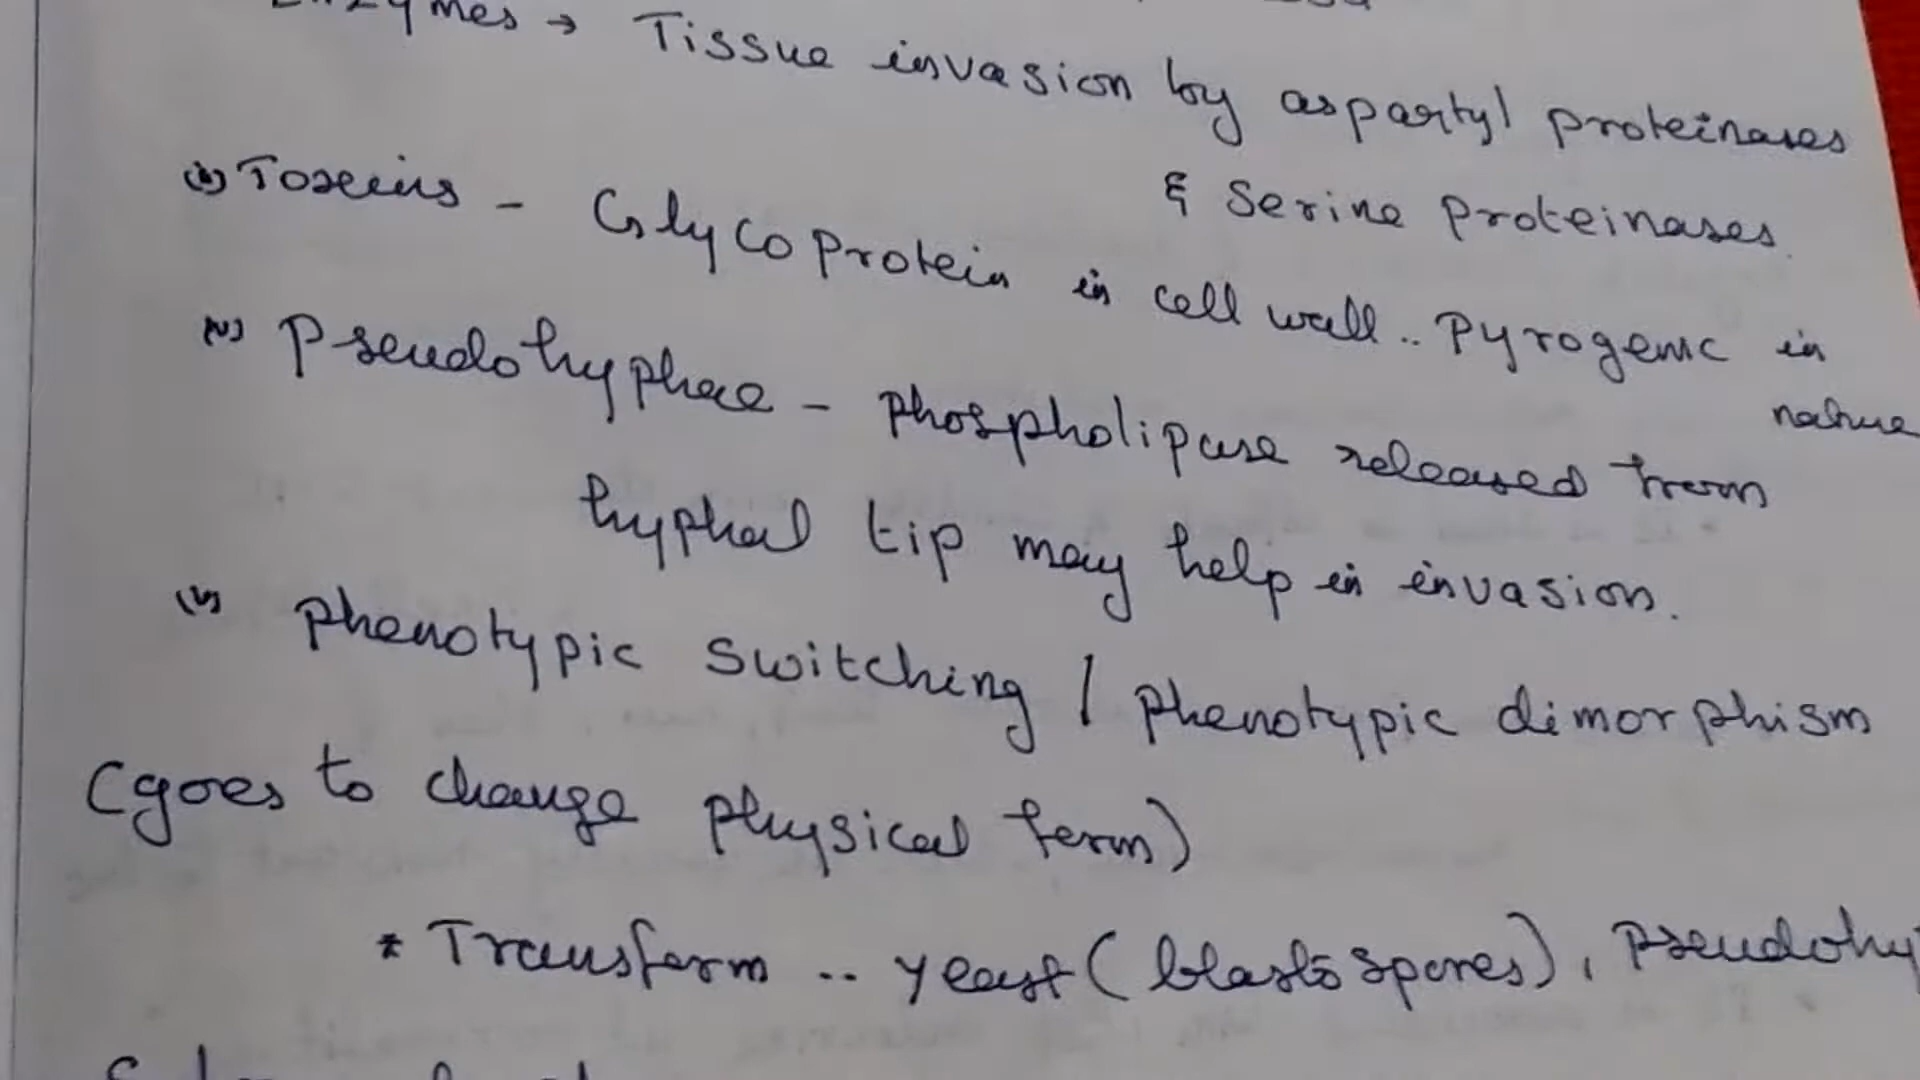 Enzymes → Tissue invasion by aspartyl proteinases
& Serine proteinases.
Toxins - Glycoprotein in cell wall.. Pyrogenic in
nature
iv) Pseudohyphae - Phospholipase released from
hyphal tip may help in invasion.
v) Phenotypic switching / Phenotypic dimorphism
(goes to change physical form)
* Transform .. yeast (blastospores), Pseudohy